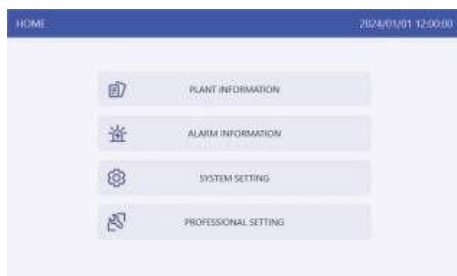 HOME
2024/01/01 12:00:00
PLANT INFORMATION
ALARM INFORMATION
SYSTEM SETTING
PROFESSIONAL SETTING